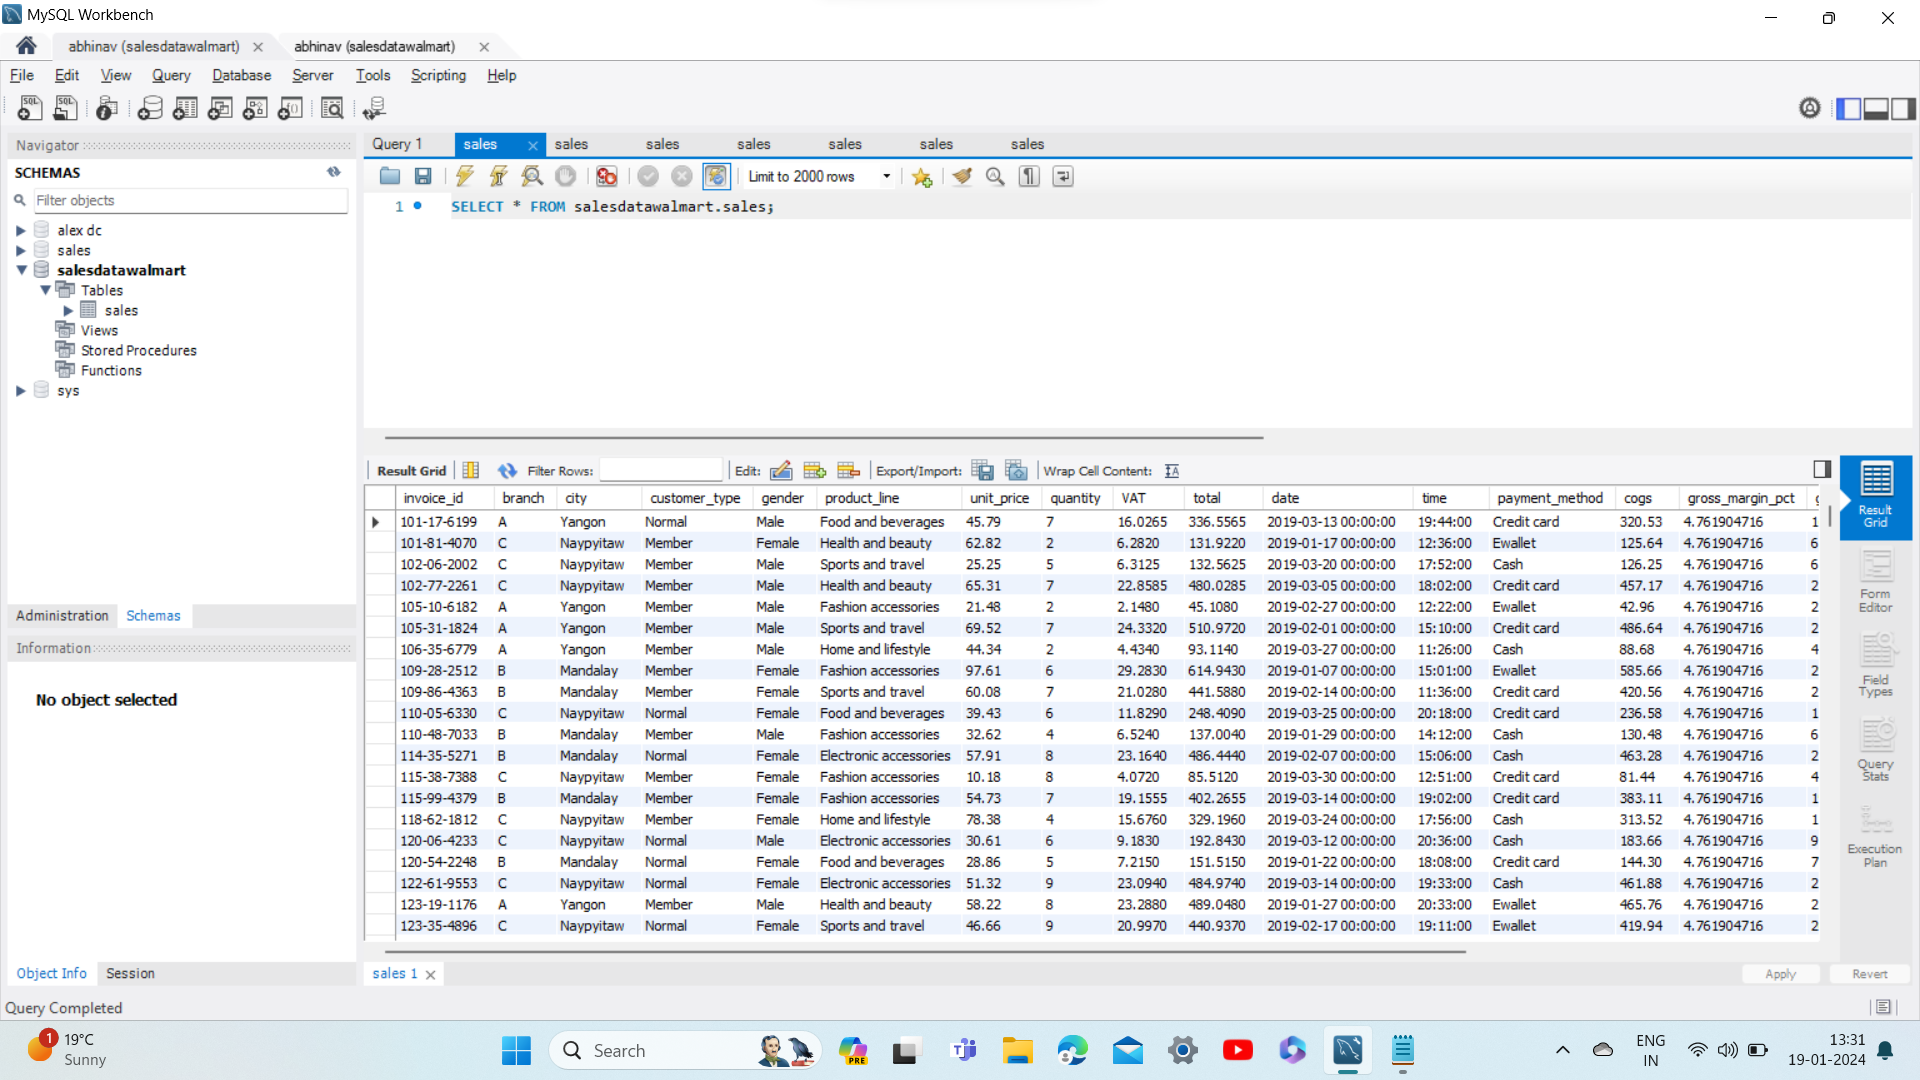 MySQL Workbench
abhinav (salesdatawalmart) abhinav (salesdatawalmart)
File Edit View Query Database Server Tools Scripting Help
Navigator
SCHEMAS
Filter objects
alex dc
sales
salesdatawalmart
Tables
sales
Views
Stored Procedures
Functions
sys
Administration Schemas
Information
No object selected
Object Info Session
Query 1 sales sales sales sales sales sales sales
Limit to 2000 rows
1 SELECT * FROM salesdatawalmart.sales;
Result Grid Filter Rows: Edit: Export/Import: Wrap Cell Content:
invoice_id branch city customer_type gender product_line unit_price quantity VAT total date time payment_method cogs gross_margin_pct g
101-17-6199 A Yangon Normal Male Food and beverages 45.79 7 16.0265 336.5565 2019-03-13 00:00:00 19:44:00 Credit card 320.53 4.761904716 1
101-81-4070 C Naypyitaw Member Female Health and beauty 62.82 2 6.2820 131.9220 2019-01-17 00:00:00 12:36:00 Ewallet 125.64 4.761904716 6
102-06-2002 C Naypyitaw Member Male Sports and travel 25.25 5 6.3125 132.5625 2019-03-20 00:00:00 17:52:00 Cash 126.25 4.761904716 6
102-77-2261 C Naypyitaw Member Male Health and beauty 65.31 7 22.8585 480.0285 2019-03-05 00:00:00 18:02:00 Credit card 457.17 4.761904716 2
105-10-6182 A Yangon Member Male Fashion accessories 21.48 2 2.1480 45.1080 2019-02-27 00:00:00 12:22:00 Ewallet 42.96 4.761904716 2
105-31-1824 A Yangon Member Male Sports and travel 69.52 7 24.3320 510.9720 2019-02-01 00:00:00 15:10:00 Credit card 486.64 4.761904716 2
106-35-6779 A Yangon Member Male Home and lifestyle 44.34 2 4.4340 93.1140 2019-03-27 00:00:00 11:26:00 Cash 88.68 4.761904716 4
109-28-2512 B Mandalay Member Female Fashion accessories 97.61 6 29.2830 614.9430 2019-01-07 00:00:00 15:01:00 Ewallet 585.66 4.761904716 2
109-86-4363 B Mandalay Member Female Sports and travel 60.08 7 21.0280 441.5880 2019-02-14 00:00:00 11:36:00 Credit card 420.56 4.761904716 2
110-05-6330 C Naypyitaw Normal Female Food and beverages 39.43 6 11.8290 248.4090 2019-03-25 00:00:00 20:18:00 Credit card 236.58 4.761904716 1
110-48-7033 B Mandalay Member Male Fashion accessories 32.62 4 6.5240 137.0040 2019-01-29 00:00:00 14:12:00 Cash 130.48 4.761904716 6
114-35-5271 B Mandalay Normal Female Electronic accessories 57.91 8 23.1640 486.4440 2019-02-07 00:00:00 15:06:00 Cash 463.28 4.761904716 2
115-38-7388 C Naypyitaw Member Female Fashion accessories 10.18 8 4.0720 85.5120 2019-03-30 00:00:00 12:51:00 Credit card 81.44 4.761904716 4
115-99-4379 B Mandalay Member Female Fashion accessories 54.73 7 19.1555 402.2655 2019-03-14 00:00:00 19:02:00 Credit card 383.11 4.761904716 1
118-62-1812 C Naypyitaw Member Female Home and lifestyle 78.38 4 15.6760 329.1960 2019-03-24 00:00:00 17:56:00 Cash 313.52 4.761904716 1
120-06-4233 C Naypyitaw Normal Male Electronic accessories 30.61 6 9.1830 192.8430 2019-03-12 00:00:00 20:36:00 Cash 183.66 4.761904716 9
120-54-2248 B Mandalay Normal Female Food and beverages 28.86 5 7.2150 151.5150 2019-01-22 00:00:00 18:08:00 Credit card 144.30 4.761904716 7
122-61-9553 C Naypyitaw Normal Female Electronic accessories 51.32 9 23.0940 484.9740 2019-03-14 00:00:00 19:33:00 Cash 461.88 4.761904716 2
123-19-1176 A Yangon Member Male Health and beauty 58.22 8 23.2880 489.0480 2019-01-27 00:00:00 20:33:00 Ewallet 465.76 4.761904716 2
123-35-4896 C Naypyitaw Normal Female Sports and travel 46.66 9 20.9970 440.9370 2019-02-17 00:00:00 19:11:00 Ewallet 419.94 4.761904716 2
Result
Grid
Form
Editor
Field
Types
Query
Stats
Execution
Plan
sales 1 Apply Revert
Query Completed
1 19°C
Sunny
Search
PRE
ENG
IN
13:31
19-01-2024